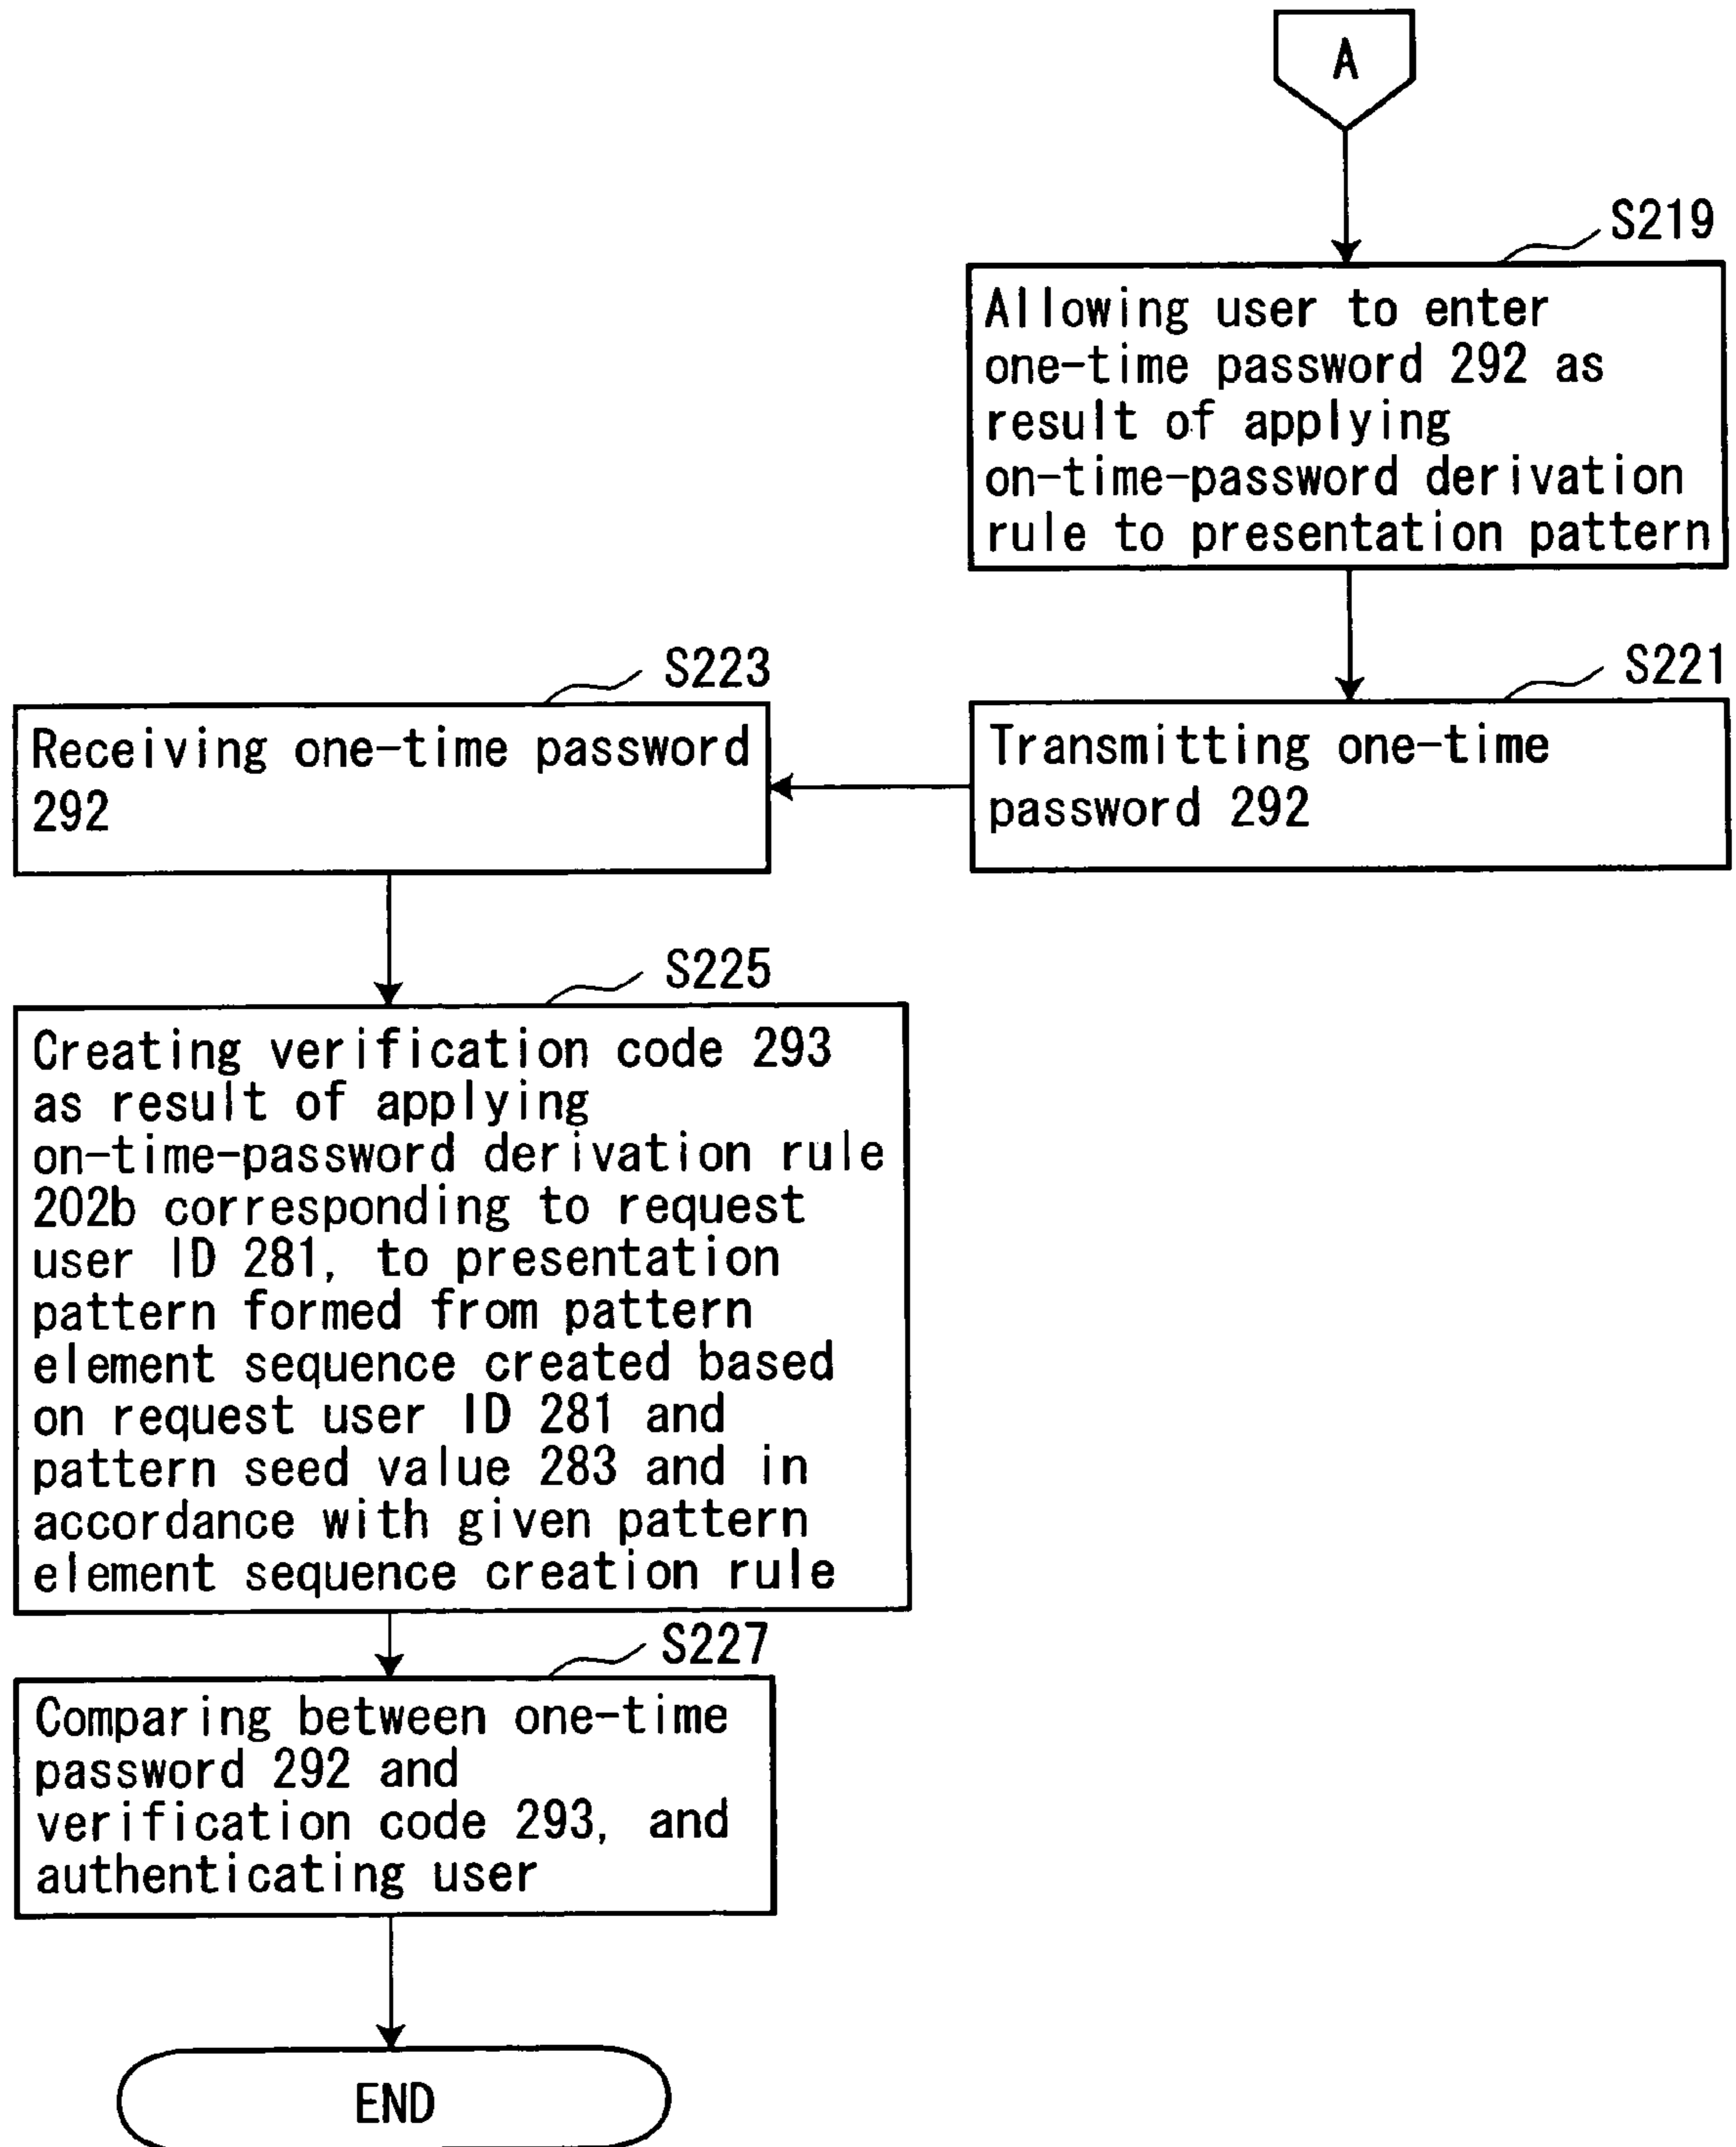 A
S219
Allowing user to enter
one-time password 292 as
result of applying
on-time-password derivation
rule to presentation pattern
S221
Transmitting one-time
password 292
S223
Receiving one-time password
292
S225
Creating verification code 293
as result of applying
on-time-password derivation rule
202b corresponding to request
user ID 281, to presentation
pattern formed from pattern
element sequence created based
on request user ID 281 and
pattern seed value 283 and in
accordance with given pattern
element sequence creation rule
S227
Comparing between one-time
password 292 and
verification code 293, and
authenticating user
END